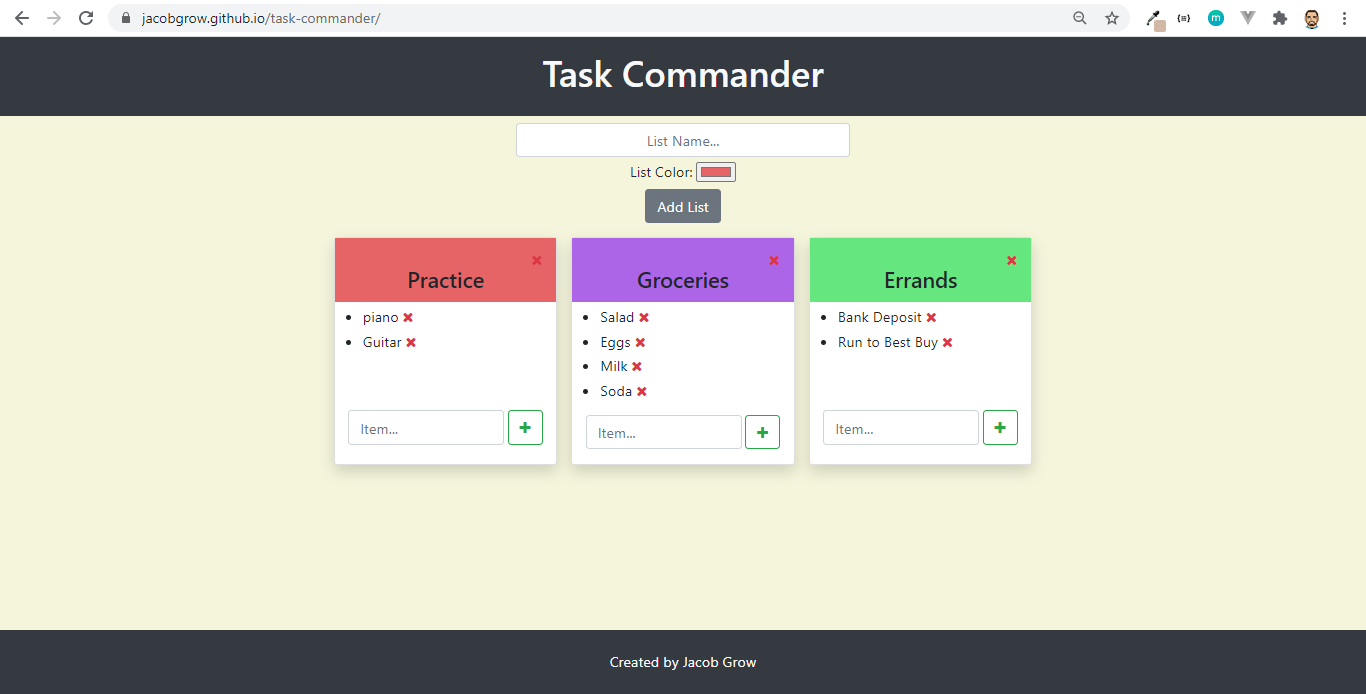 jacobgrow.github.io/task-commander/
Task Commander
List Name...
List Color:
Add List
Practice
piano
Guitar
Item...
Groceries
Salad
Eggs
Milk
Soda
Item...
Errands
Bank Deposit
Run to Best Buy
Item...
Created by Jacob Grow